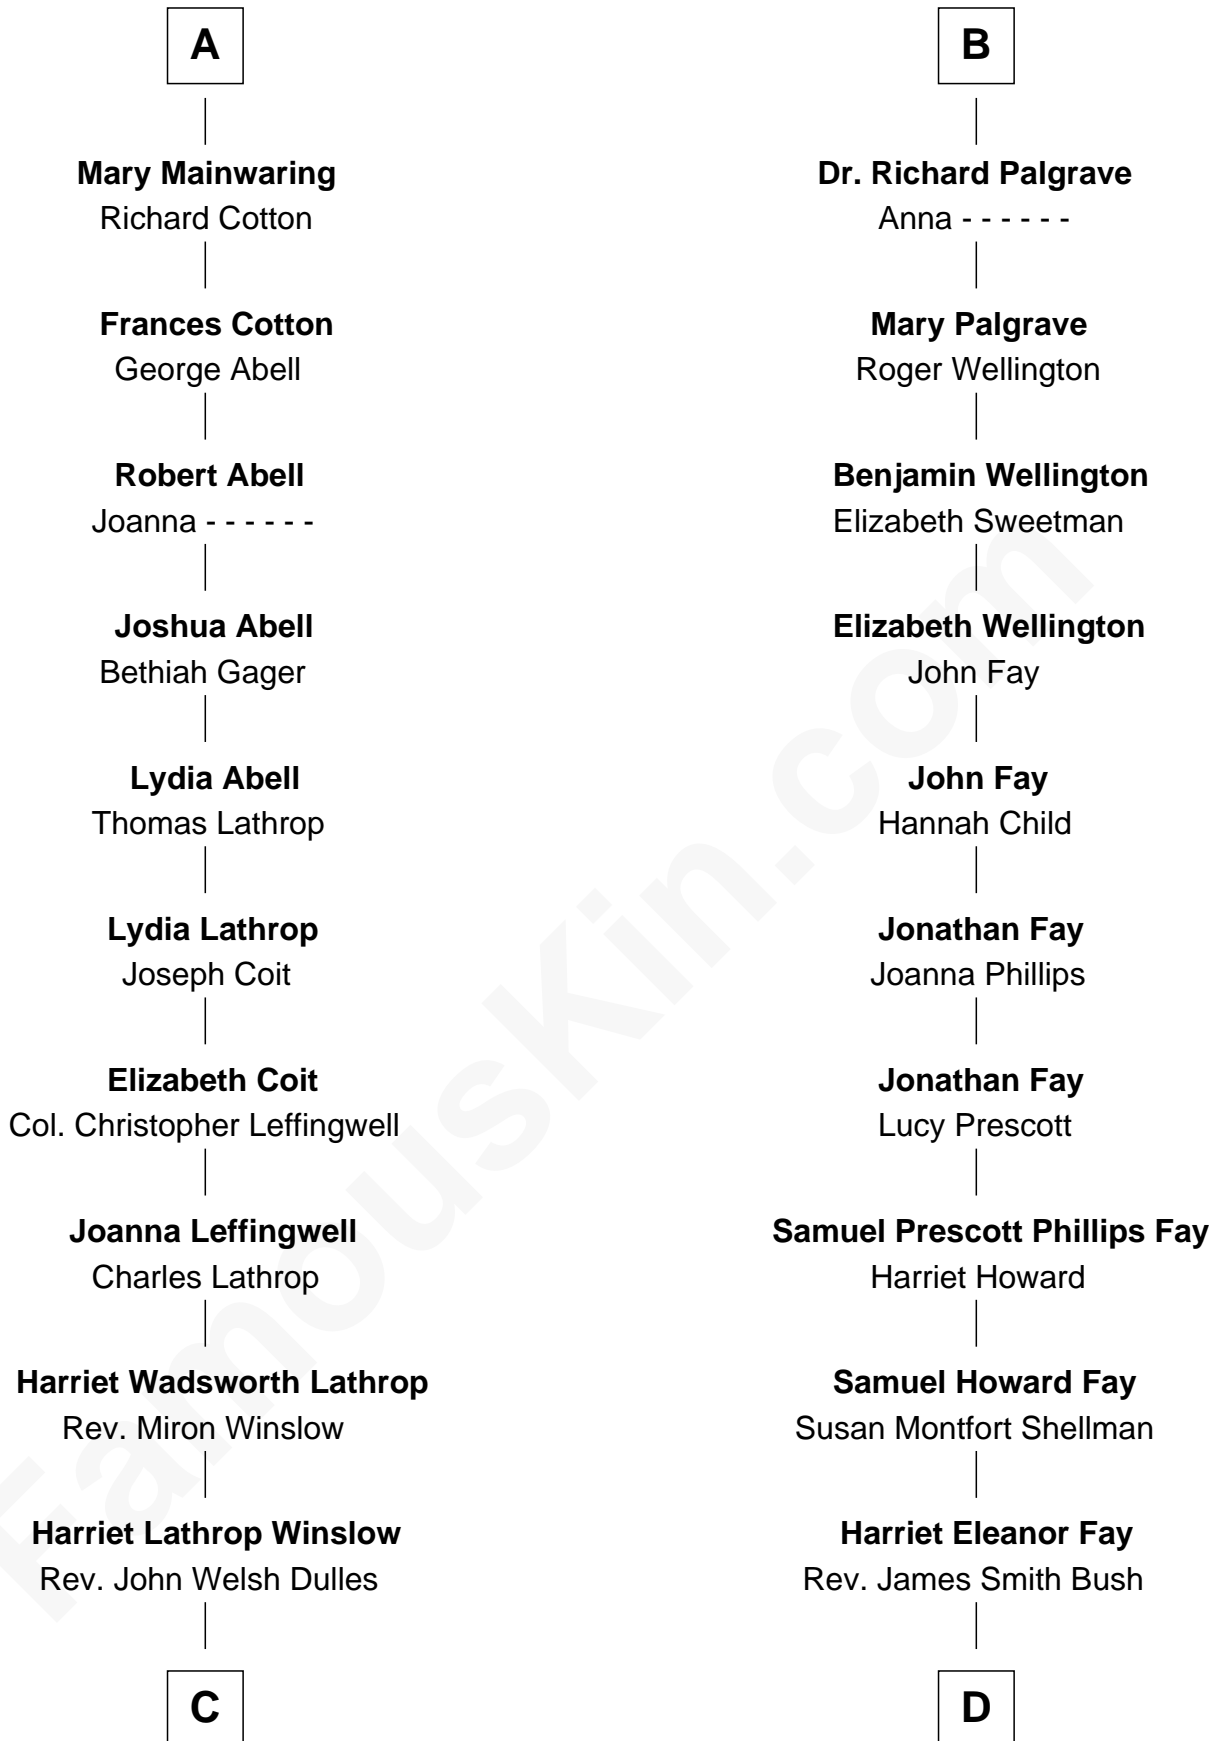 A
Mary Mainwaring
Richard Cotton
Frances Cotton
George Abell
Robert Abell
Joanna - - - - - -
Joshua Abell
Bethiah Gager
Lydia Abell
Thomas Lathrop
Lydia Lathrop
Joseph Coit
Elizabeth Coit
Col. Christopher Leffingwell
Joanna Leffingwell
Charles Lathrop
Harriet Wadsworth Lathrop
Rev. Miron Winslow
Harriet Lathrop Winslow
Rev. John Welsh Dulles
C
B
Dr. Richard Palgrave
Anna - - - - - -
Mary Palgrave
Roger Wellington
Benjamin Wellington
Elizabeth Sweetman
Elizabeth Wellington
John Fay
John Fay
Hannah Child
Jonathan Fay
Joanna Phillips
Jonathan Fay
Lucy Prescott
Samuel Prescott Phillips Fay
Harriet Howard
Samuel Howard Fay
Susan Montfort Shellman
Harriet Eleanor Fay
Rev. James Smith Bush
D
FamousKin.com